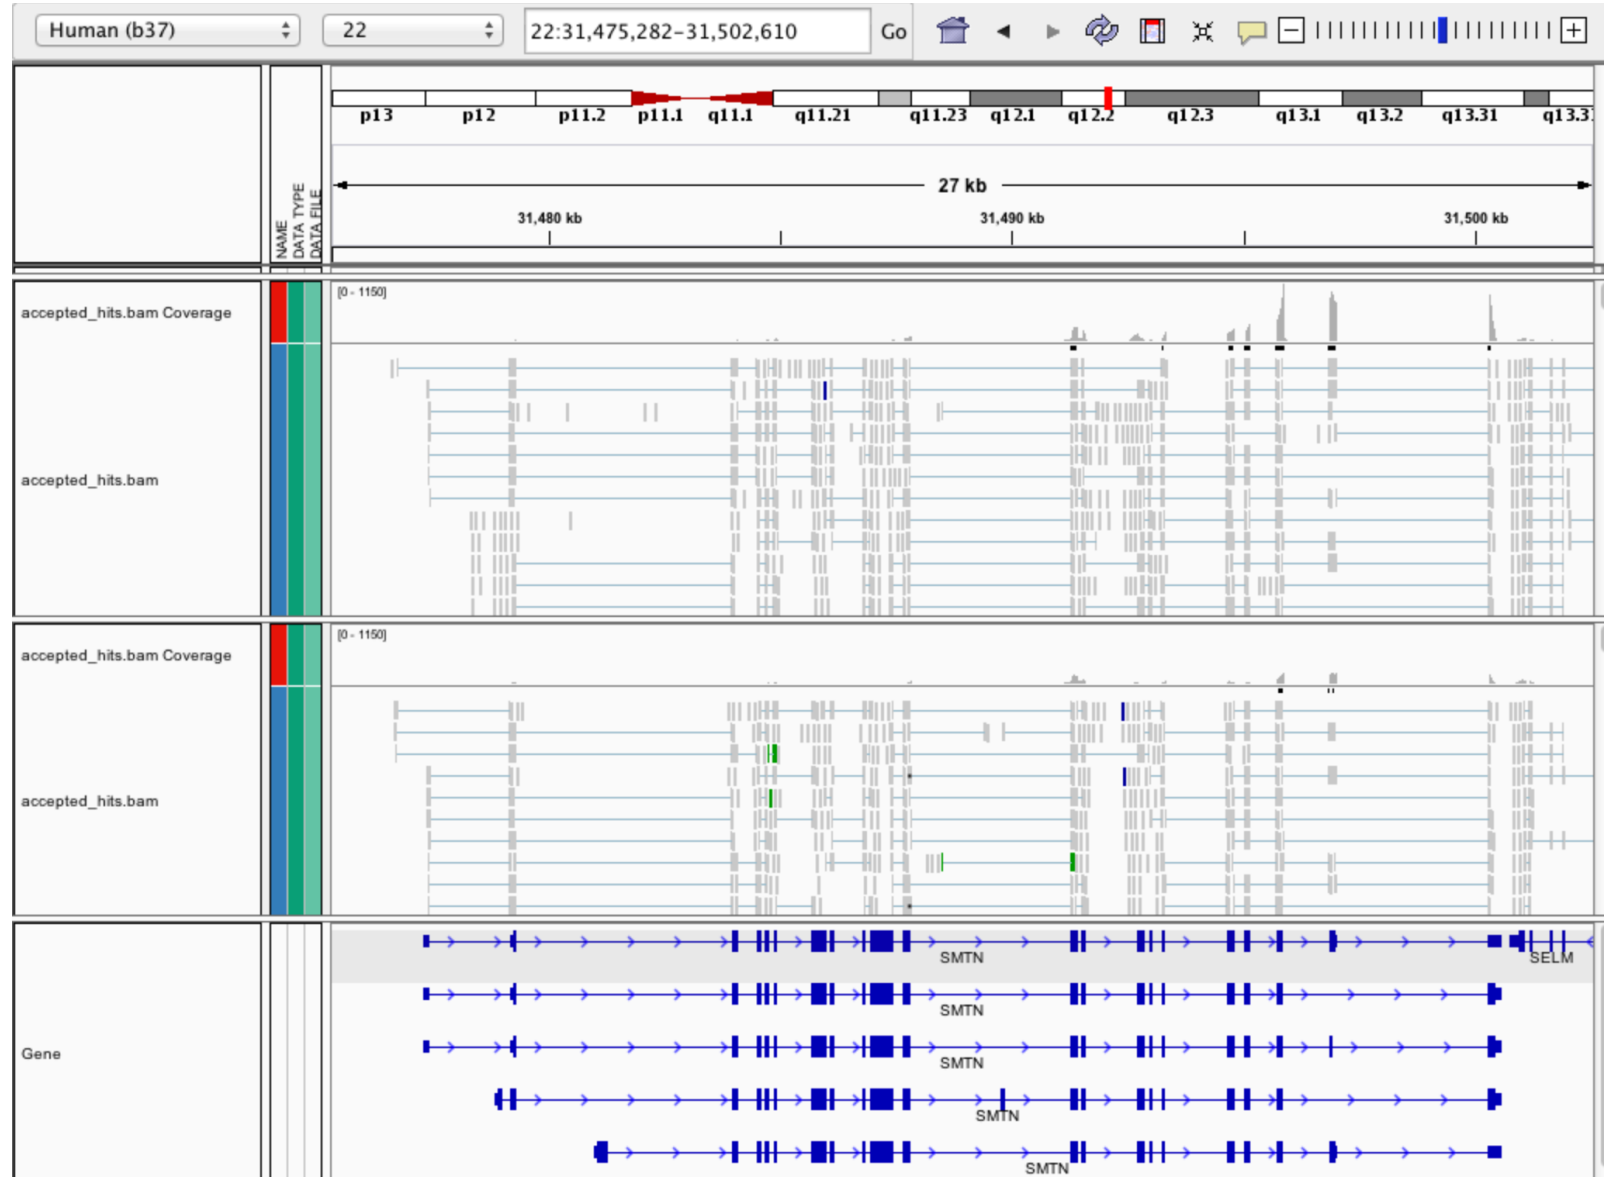 Human (b37) 22 22:31,475,282-31,502,610 Go
p13 p12 p11.2 p11.1 q11.1 q11.21 q11.23 q12.1 q12.2 q12.3 q13.1 q13.2 q13.31
27 kb
31,480 kb 31,490 kb 31,500 kb
NAME
DATA TYPE
DATA FILE
[0 - 1150]
accepted_hits.bam Coverage
accepted_hits.bam
[0 - 1150]
accepted_hits.bam Coverage
accepted_hits.bam
SMTN SELM
SMTN
Gene
SMTN
SMTN
SMTN